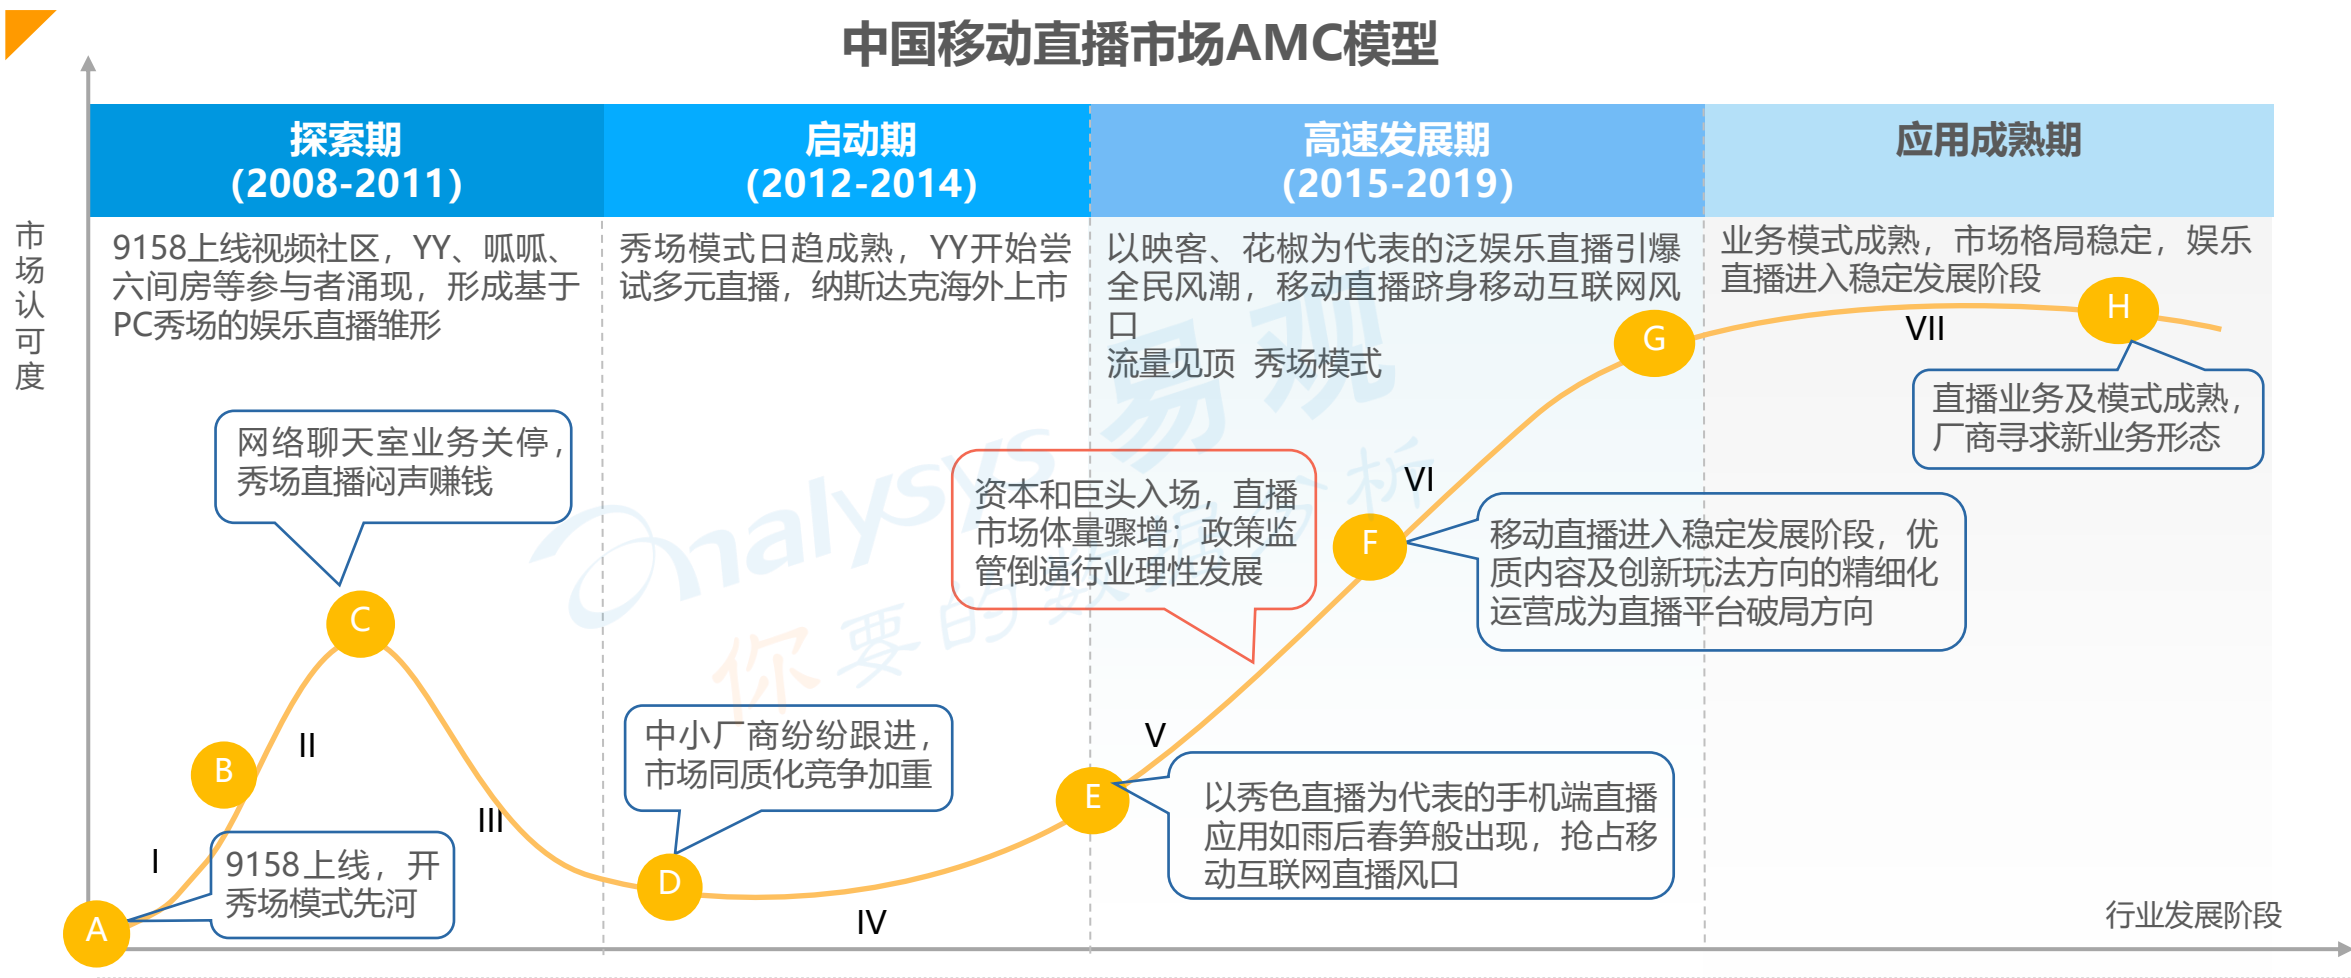 中国移动直播市场AMC模型
市场认可度
探索期
(2008-2011)
9158上线视频社区，YY、呱呱、
六间房等参与者涌现，形成基于
PC秀场的娱乐直播雏形
启动期
(2012-2014)
秀场模式日趋成熟，YY开始尝
试多元直播，纳斯达克海外上市
高速发展期
(2015-2019)
以映客、花椒为代表的泛娱乐直播引爆
全民风潮，移动直播跻身移动互联网风
口
流量见顶 秀场模式
应用成熟期
业务模式成熟，市场格局稳定，娱乐
直播进入稳定发展阶段
网络聊天室业务关停，
秀场直播闷声赚钱
C
B
II
I
III
9158上线，开
秀场模式先河
A
中小厂商纷纷跟进，
市场同质化竞争加重
D
IV
资本和巨头入场，直播
市场体量骤增；政策监
管倒逼行业理性发展
E
V
以秀色直播为代表的手机端直播
应用如雨后春笋般出现，抢占移
动互联网直播风口
F
VI
移动直播进入稳定发展阶段，优
质内容及创新玩法方向的精细化
运营成为直播平台破局方向
G
VII
H
直播业务及模式成熟，
厂商寻求新业务形态
行业发展阶段
analysys 易观
你要的数据分析